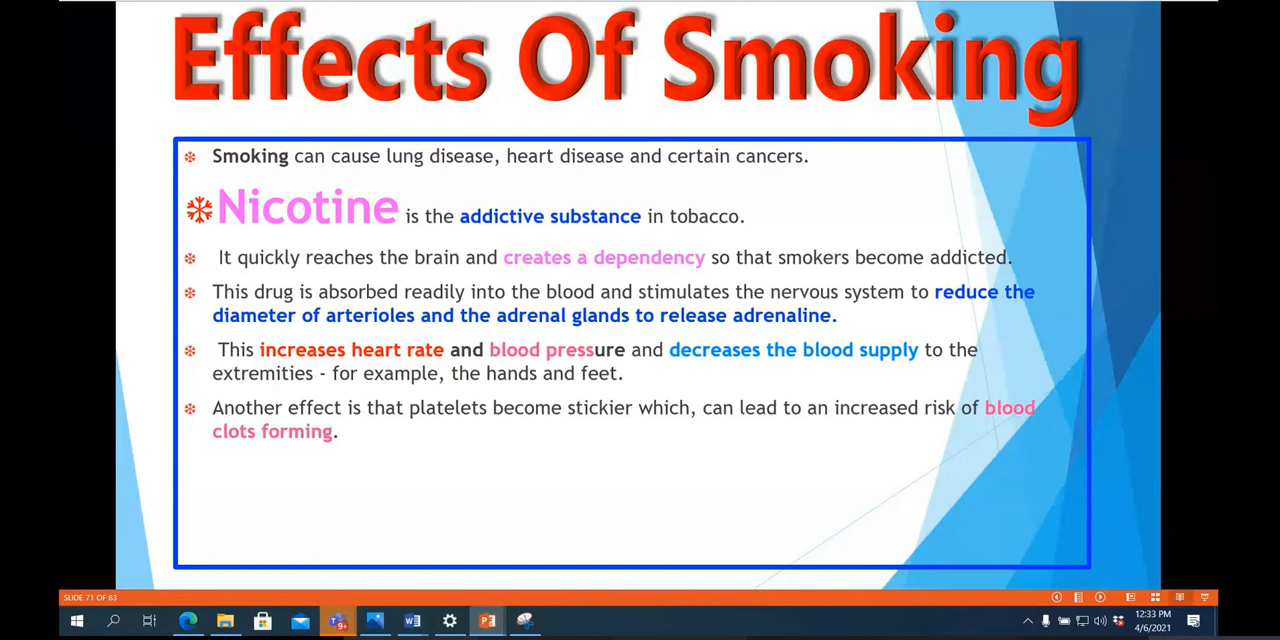 Effects Of Smoking
Smoking can cause lung disease, heart disease and certain cancers.
Nicotine is the addictive substance in tobacco.
It quickly reaches the brain and creates a dependency so that smokers become addicted.
This drug is absorbed readily into the blood and stimulates the nervous system to reduce the
diameter of arterioles and the adrenal glands to release adrenaline.
This increases heart rate and blood pressure and decreases the blood supply to the
extremities - for example, the hands and feet.
Another effect is that platelets become stickier which, can lead to an increased risk of blood
clots forming.
SLIDE 71 OF 83
9+
12:33 PM
4/6/2021